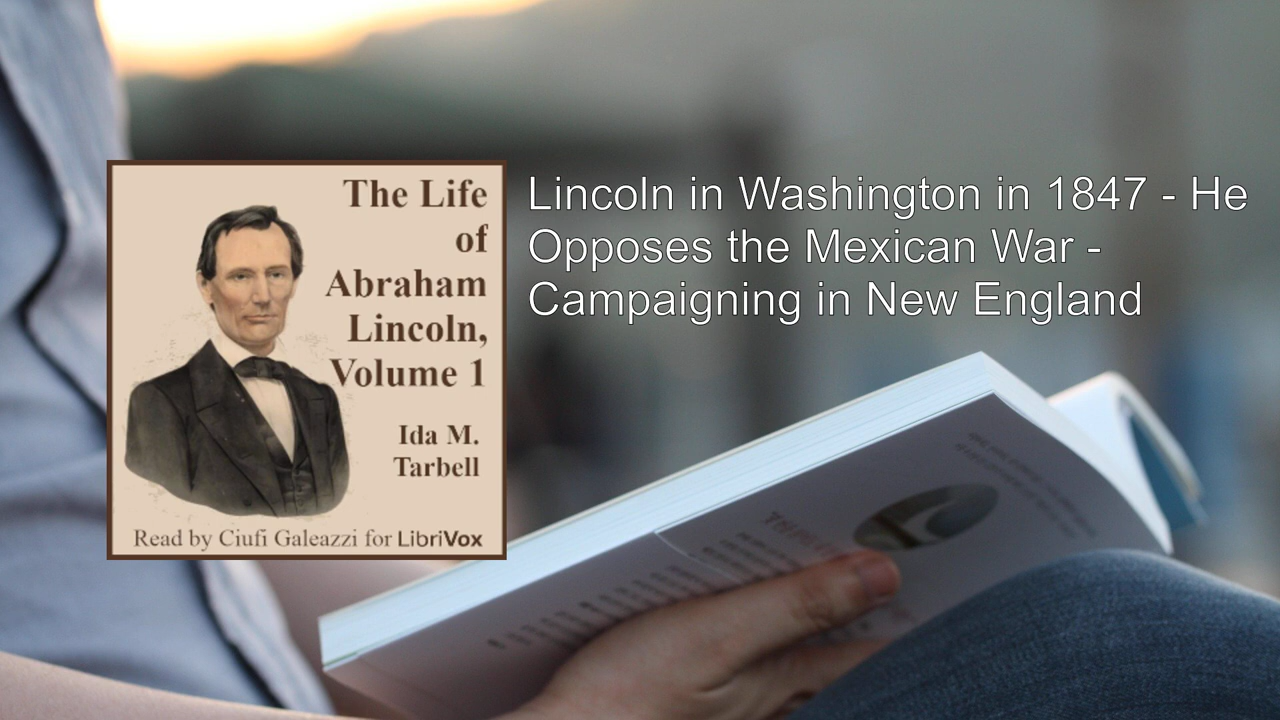 The Life
of
Abraham
Lincoln,
Volume 1
Ida M.
Tarbell
Read by Ciufi Galeazzi for LibriVox
Lincoln in Washington in 1847 - He
Opposes the Mexican War -
Campaigning in New England